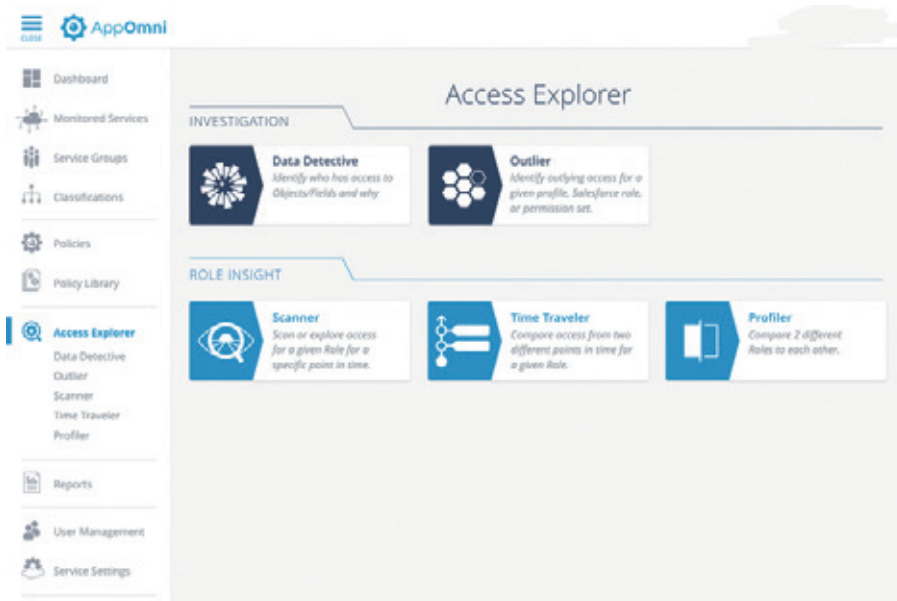 CLOSE
AppOmni
Dashboard
Monitored Services
Service Groups
Classifications
Policies
Policy Library
Access Explorer
Data Detective
Outlier
Scanner
Time Traveler
Profiler
Reports
User Management
Service Settings
Access Explorer
INVESTIGATION
Data Detective
Identify who has access to
Objects/Fields and why
Outlier
Identify outlying access for a
given profile, Salesforce role,
or permission set.
ROLE INSIGHT
Scanner
Scan or explore access
for a given Role for a
specific point in time.
Time Traveler
Compare access from two
different points in time for
a given Role.
Profiler
Compare 2 different
Roles to each other.